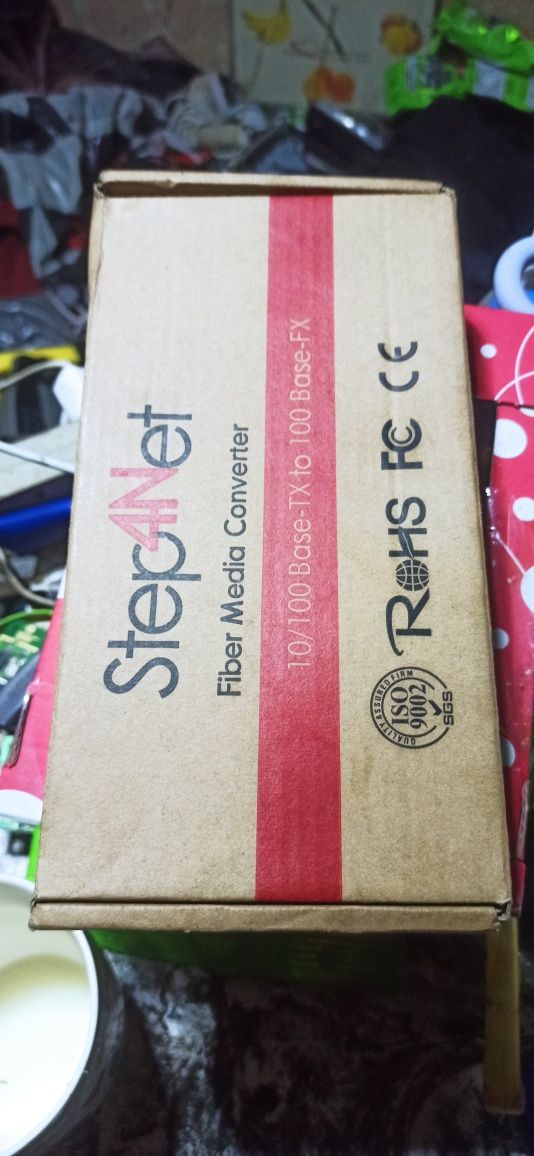 Step4Net
Fiber Media Converter
10/100 Base-TX to 100 Base-FX
QUALITY ASSURED FIRM
ISO
9002
SGS
RoHS FC CE